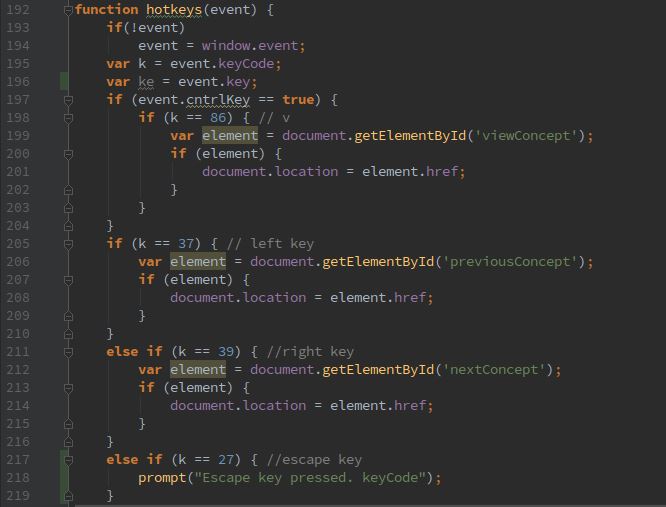 192 function hotkeys(event) {
193     if(!event)
194         event = window.event;
195     var k = event.keyCode;
196     var ke = event.key;
197     if (event.cntrlKey == true) {
198         if (k == 86) { // v
199             var element = document.getElementById('viewConcept');
200             if (element) {
201                 document.location = element.href;
202             }
203         }
204     }
205     if (k == 37) { // left key
206         var element = document.getElementById('previousConcept');
207         if (element) {
208             document.location = element.href;
209         }
210     }
211     else if (k == 39) { //right key
212         var element = document.getElementById('nextConcept');
213         if (element) {
214             document.location = element.href;
215         }
216     }
217     else if (k == 27) { //escape key
218         prompt("Escape key pressed. keyCode");
219     }